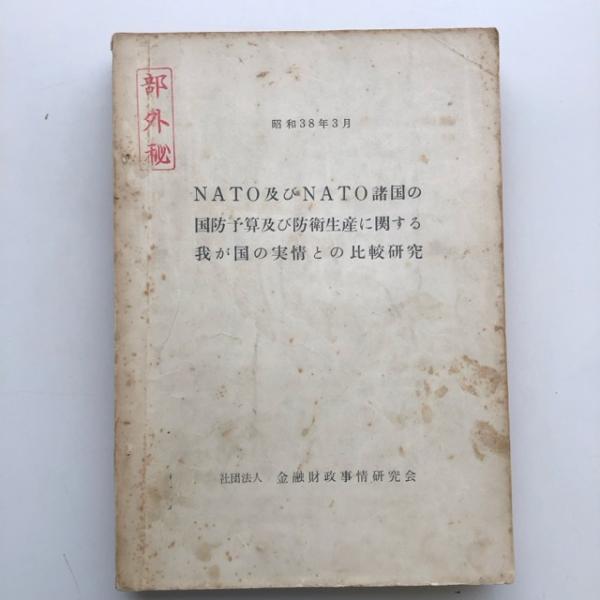 部外秘
昭和38年3月
NATO及びNATO諸国の
国防予算及び防衛生産に関する
我が国の実情との比較研究
社団法人 金融財政事情研究会